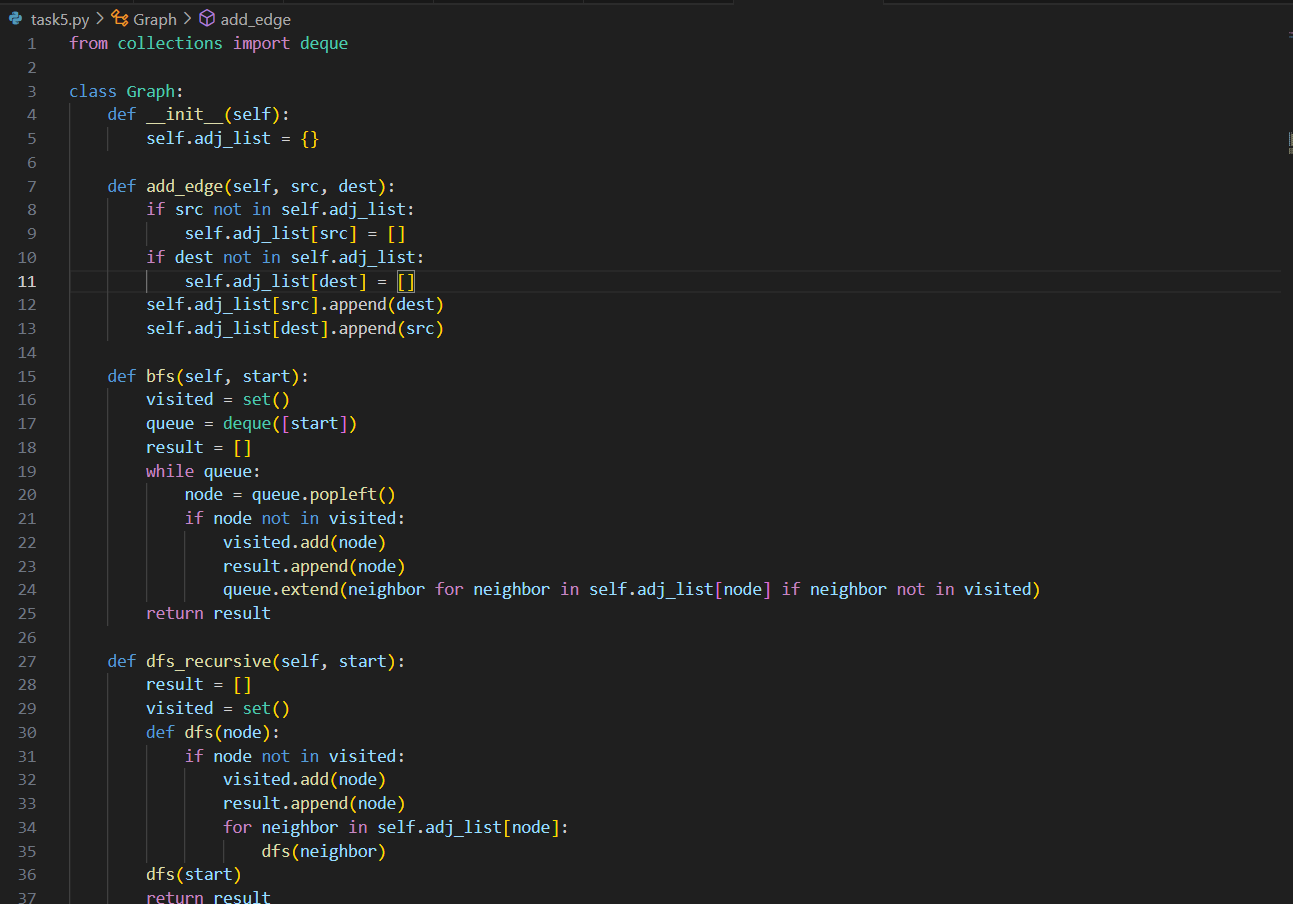 task5.py > Graph > add_edge
1 from collections import deque
2
3 class Graph:
4     def __init__(self):
5         self.adj_list = {}
6
7     def add_edge(self, src, dest):
8         if src not in self.adj_list:
9             self.adj_list[src] = []
10         if dest not in self.adj_list:
11             self.adj_list[dest] = []
12         self.adj_list[src].append(dest)
13         self.adj_list[dest].append(src)
14
15     def bfs(self, start):
16         visited = set()
17         queue = deque([start])
18         result = []
19         while queue:
20             node = queue.popleft()
21             if node not in visited:
22                 visited.add(node)
23                 result.append(node)
24                 queue.extend(neighbor for neighbor in self.adj_list[node] if neighbor not in visited)
25         return result
26
27     def dfs_recursive(self, start):
28         result = []
29         visited = set()
30         def dfs(node):
31             if node not in visited:
32                 visited.add(node)
33                 result.append(node)
34                 for neighbor in self.adj_list[node]:
35                     dfs(neighbor)
36         dfs(start)
37         return result